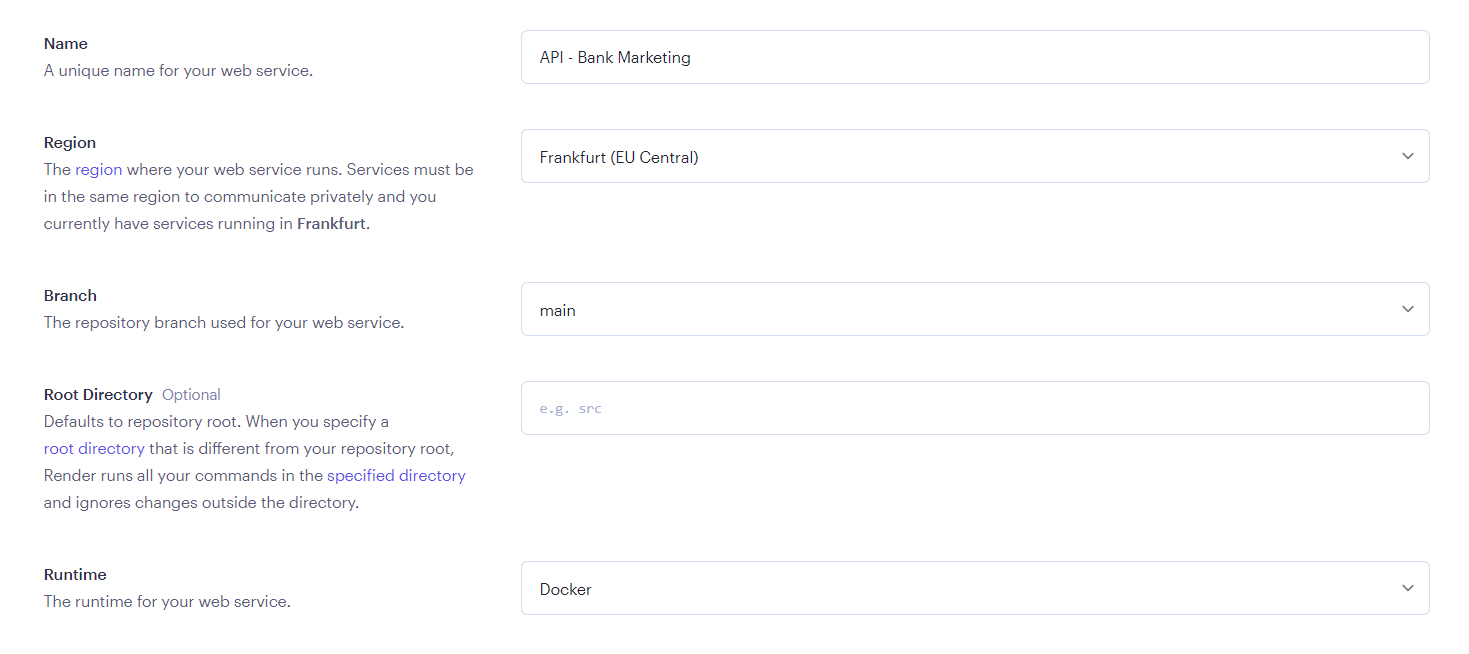 Name
A unique name for your web service.
API - Bank Marketing
Region
The region where your web service runs. Services must be
in the same region to communicate privately and you
currently have services running in Frankfurt.
Frankfurt (EU Central)
Branch
The repository branch used for your web service.
main
Root Directory Optional
Defaults to repository root. When you specify a
root directory that is different from your repository root,
Render runs all your commands in the specified directory
and ignores changes outside the directory.
e.g. src
Runtime
The runtime for your web service.
Docker